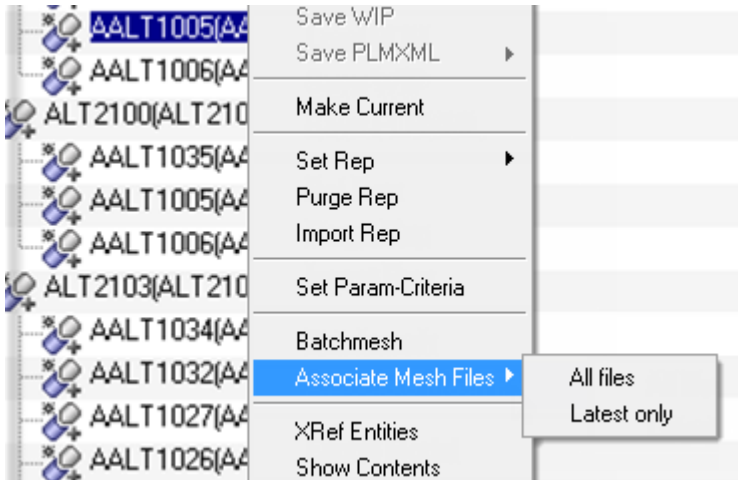 AALT1005(AA
AALT1006(AA
ALT2100(ALT210
AALT1035(AA
AALT1005(AA
AALT1006(AA
ALT2103(ALT210
AALT1034(AA
AALT1032(AA
AALT1027(AA
AALT1026(AA
Save WIP
Save PLMXML
Make Current
Set Rep
Purge Rep
Import Rep
Set Param-Criteria
Batchmesh
Associate Mesh Files
XRef Entities
Show Contents
All files
Latest only